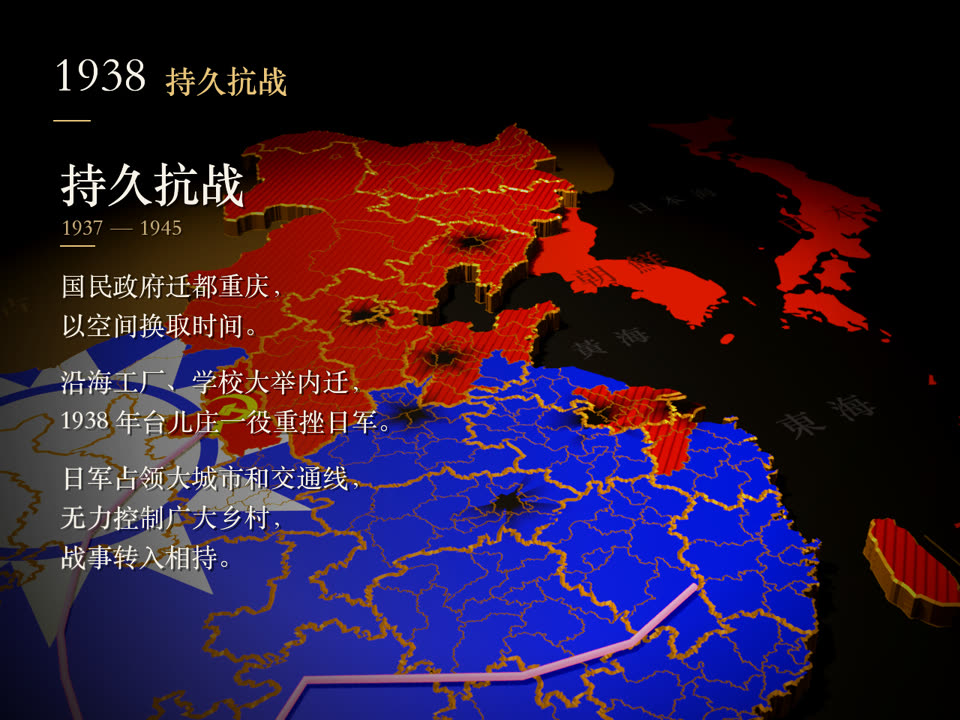 1938 持久抗战
持久抗战
1937 — 1945
国民政府迁都重庆，
以空间换取时间。
沿海工厂、学校大举内迁，
1938 年台儿庄一役重挫日军。
日军占领大城市和交通线，
无力控制广大乡村，
战事转入相持。
日本海
朝鮮
黄海
東海